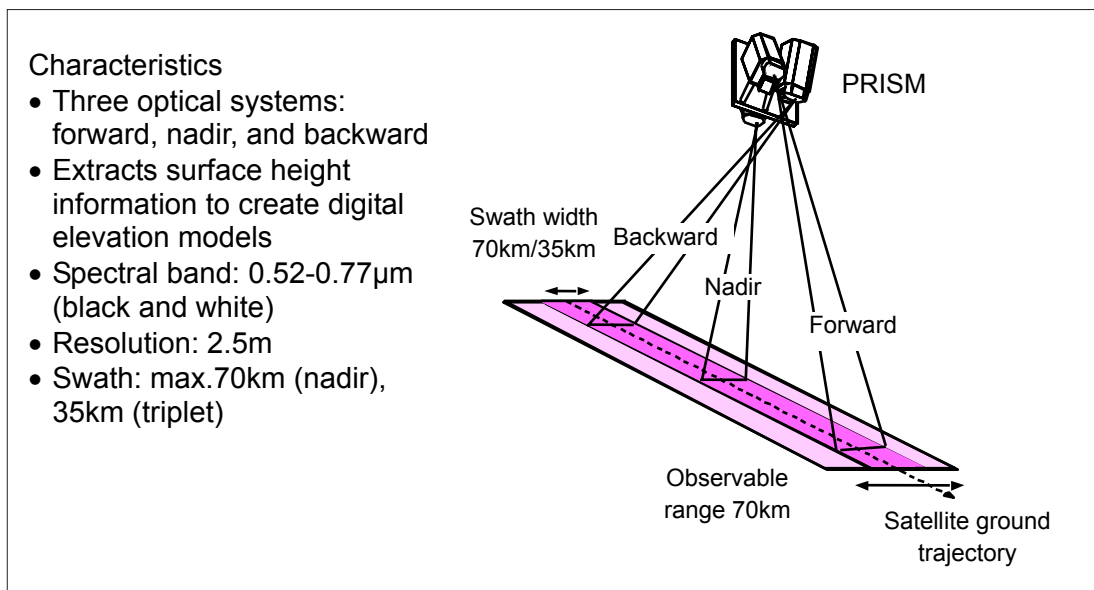 Characteristics
• Three optical systems:
forward, nadir, and backward
• Extracts surface height
information to create digital
elevation models
• Spectral band: 0.52-0.77µm
(black and white)
• Resolution: 2.5m
• Swath: max.70km (nadir),
35km (triplet)
PRISM
Swath width
70km/35km
Backward
Nadir
Forward
Observable
range 70km
Satellite ground
trajectory